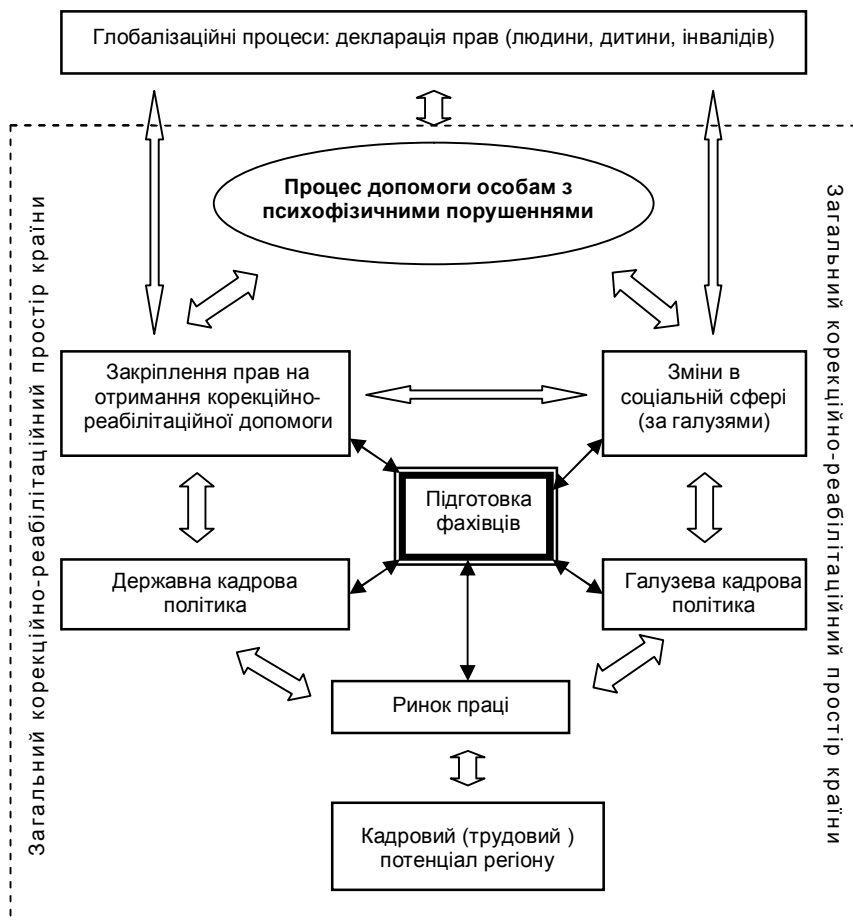 Глобалізаційні процеси: декларація прав (людини, дитини, інвалідів)
Процес допомоги особам з
психофізичними порушеннями
Загальний корекційно-реабілітаційний простір країни
Загальний корекційно-реабілітаційний простір країни
Закріплення прав на
отримання корекційно-
реабілітаційної допомоги
Зміни в
соціальній сфері
(за галузями)
Підготовка
фахівців
Державна кадрова
політика
Галузева кадрова
політика
Ринок праці
Кадровий (трудовий )
потенціал регіону